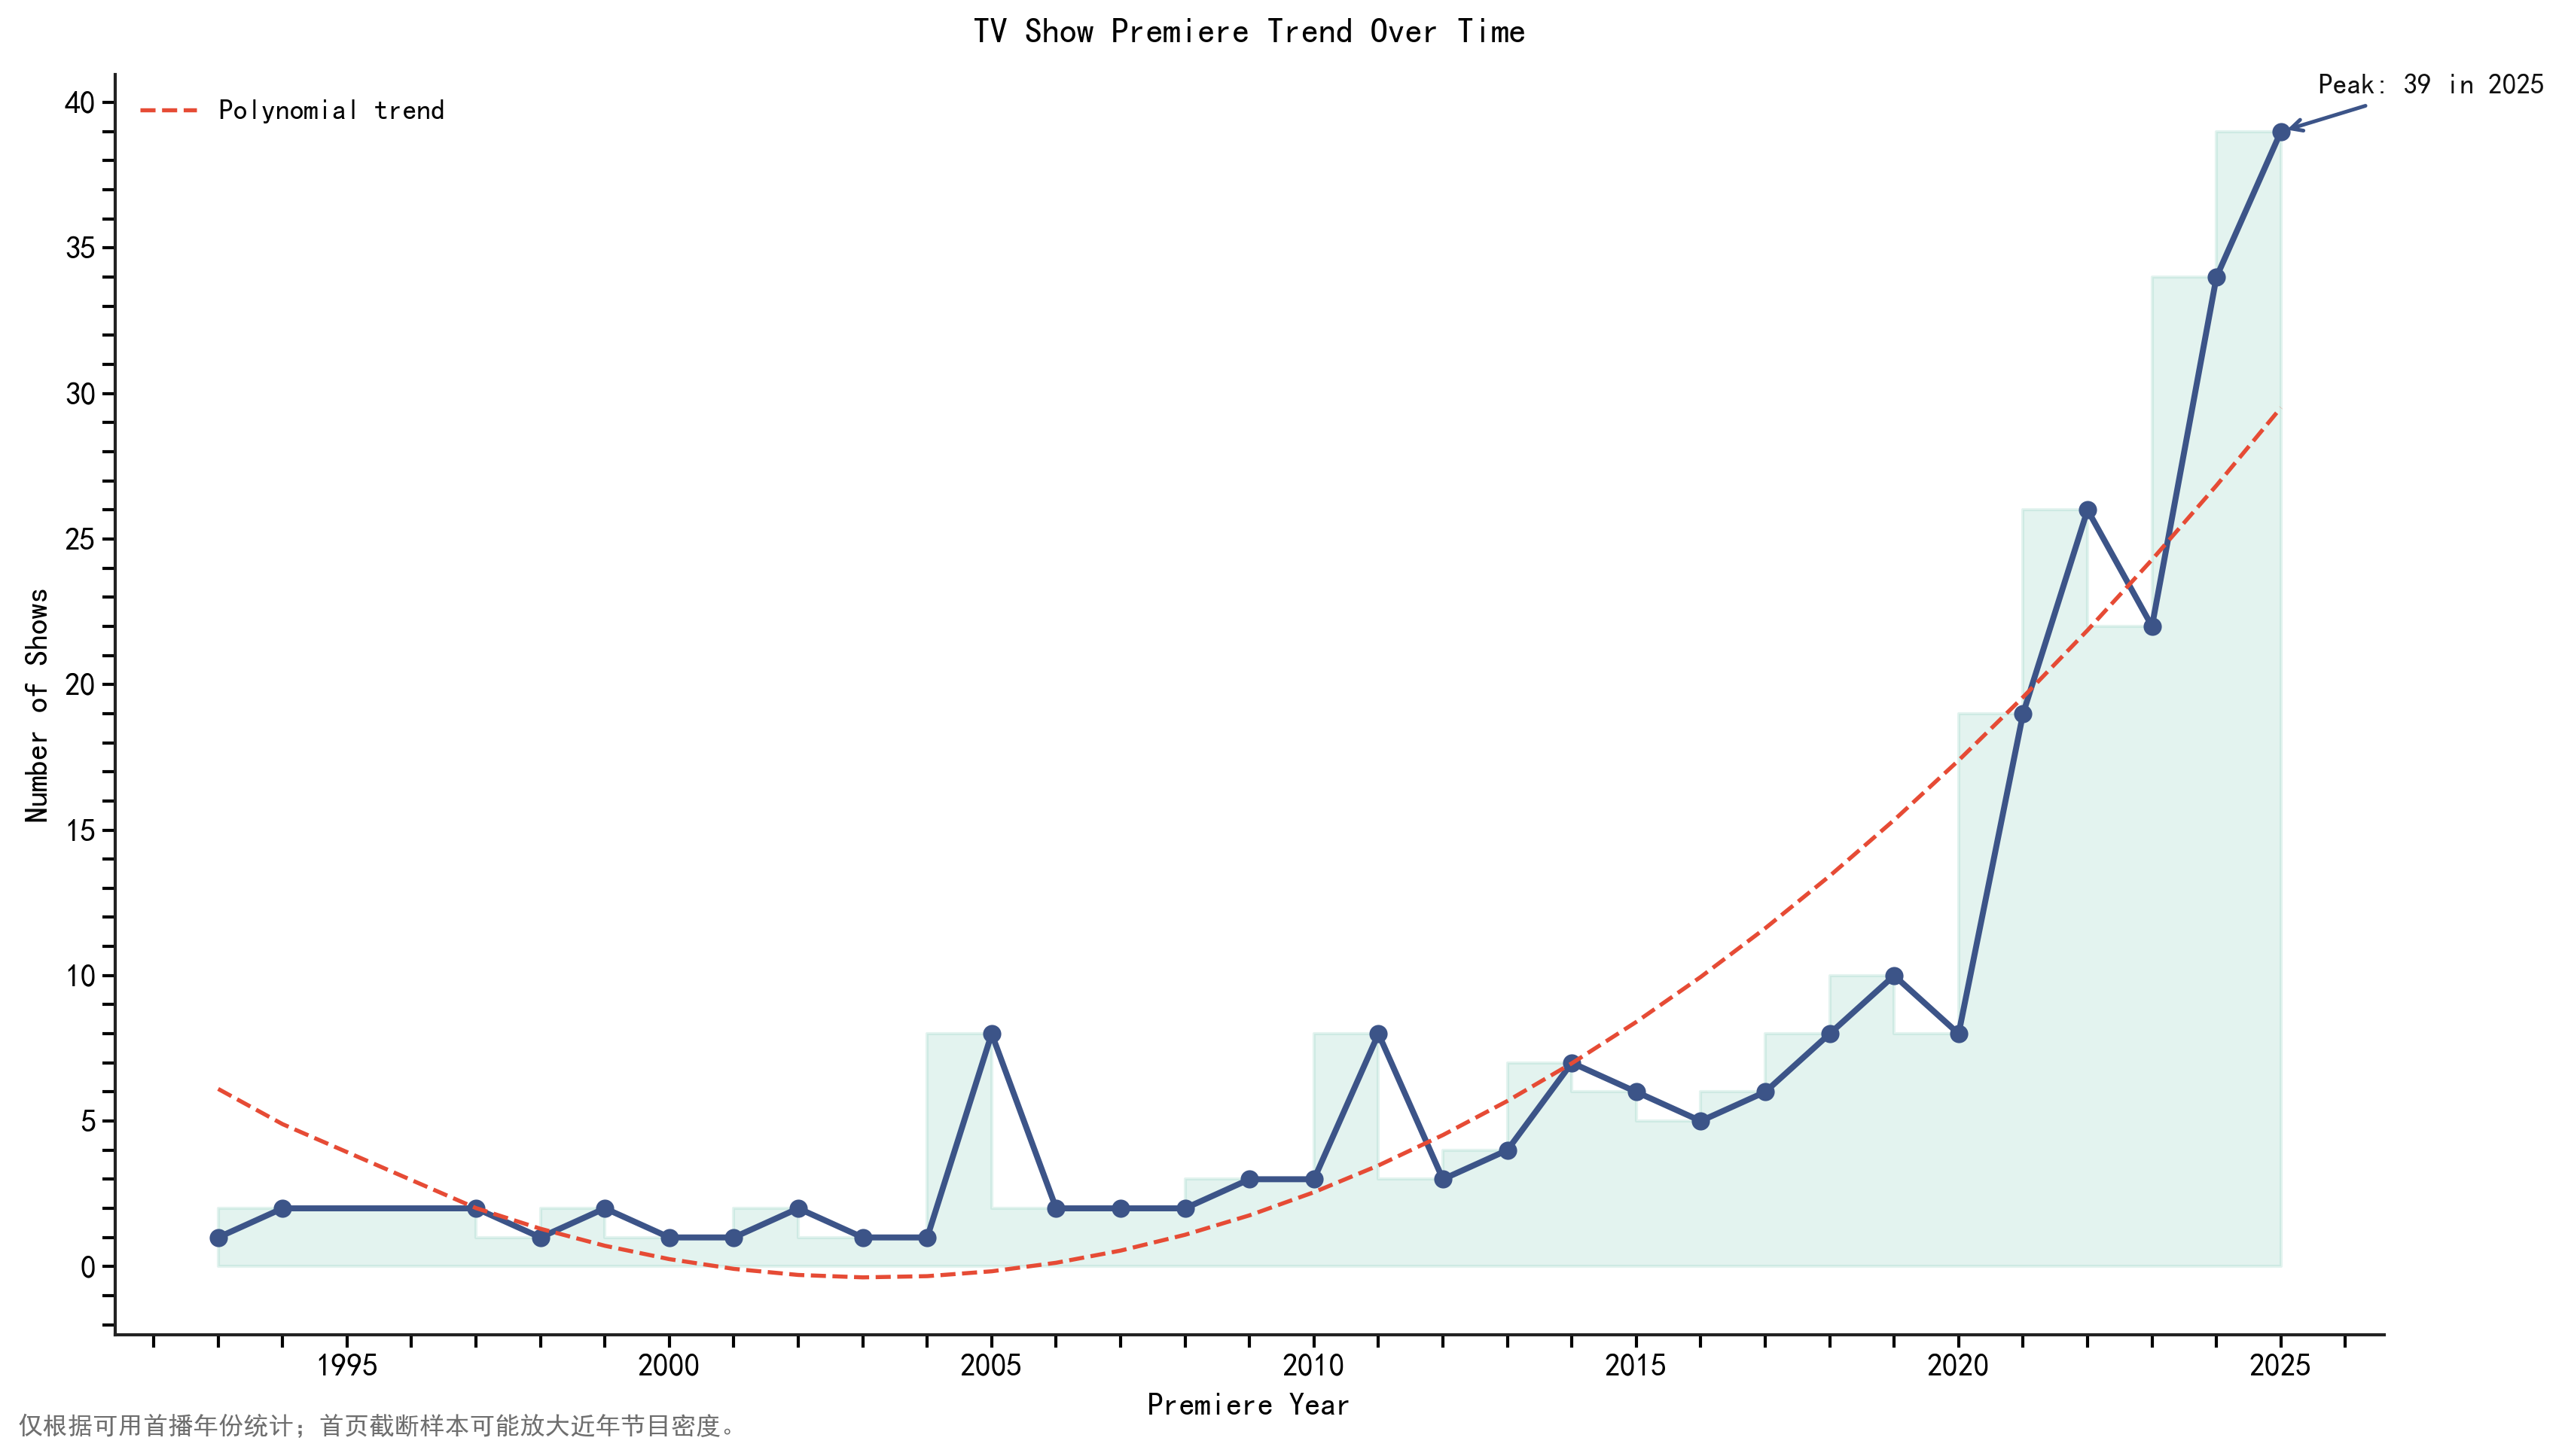 TV Show Premiere Trend Over Time
Peak: 39 in 2025
Polynomial trend
Number of Shows
40
35
30
25
20
15
10
5
0
1995 2000 2005 2010 2015 2020 2025
Premiere Year
仅根据可用首播年份统计；首页截断样本可能放大近年节目密度。